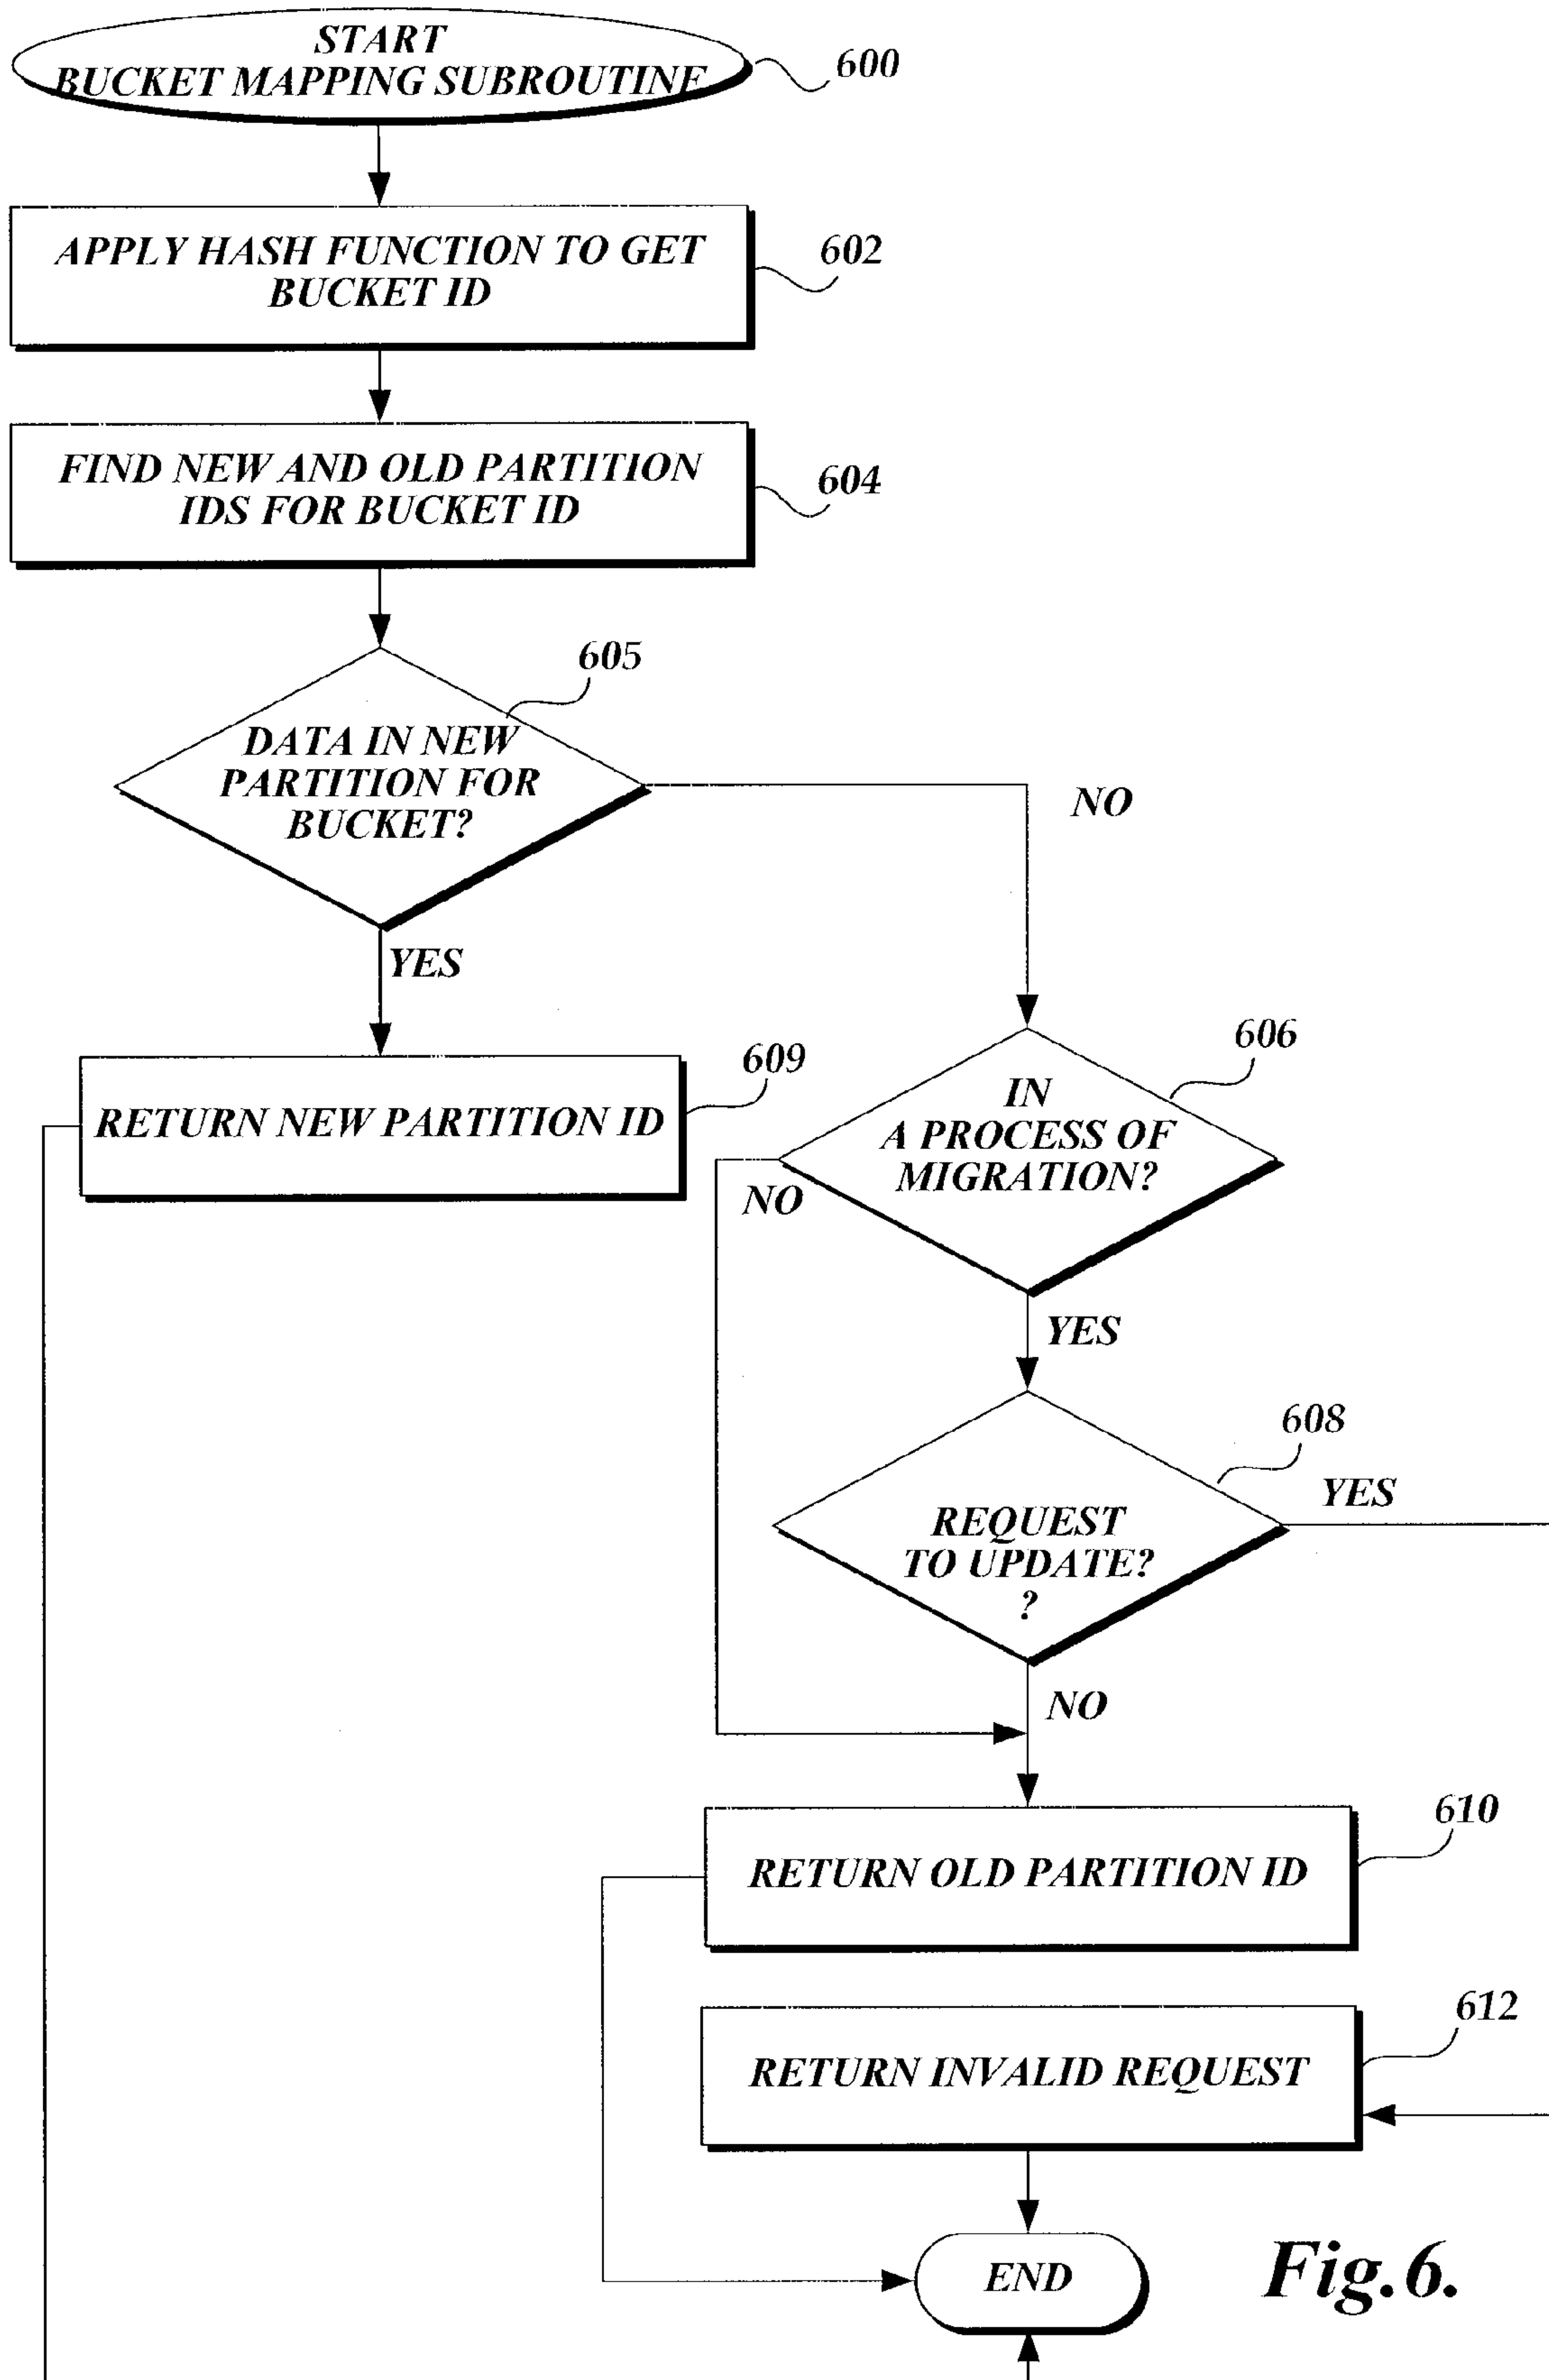 START
BUCKET MAPPING SUBROUTINE
600
APPLY HASH FUNCTION TO GET
BUCKET ID
602
FIND NEW AND OLD PARTITION
IDS FOR BUCKET ID
604
605
DATA IN NEW
PARTITION FOR
BUCKET?
NO
YES
609
RETURN NEW PARTITION ID
606
IN
A PROCESS OF
MIGRATION?
NO
YES
608
YES
REQUEST
TO UPDATE?
?
NO
610
RETURN OLD PARTITION ID
612
RETURN INVALID REQUEST
END
Fig.6.